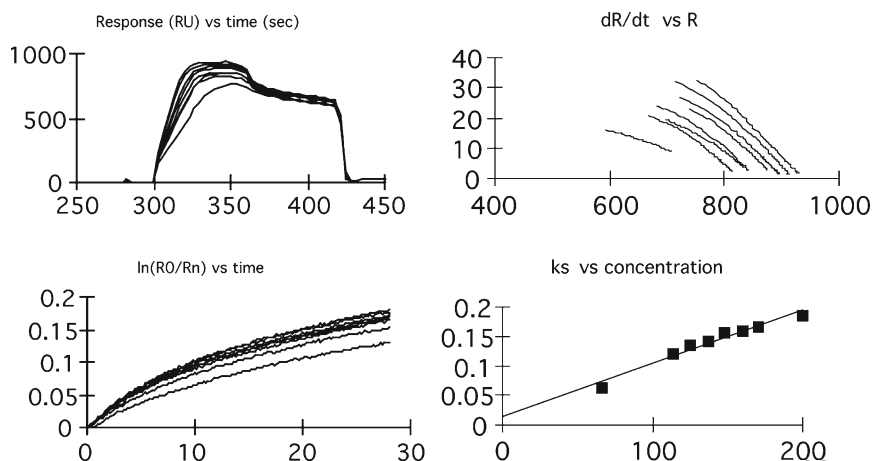 Response (RU) vs time (sec)
1000
500
0
250 300 350 400 450
dR/dt vs R
40
30
20
10
0
400 600 800 1000
ln(R0/Rn) vs time
0.2
0.15
0.1
0.05
0
0 10 20 30
ks vs concentration
0.2
0.15
0.1
0.05
0
0 100 200